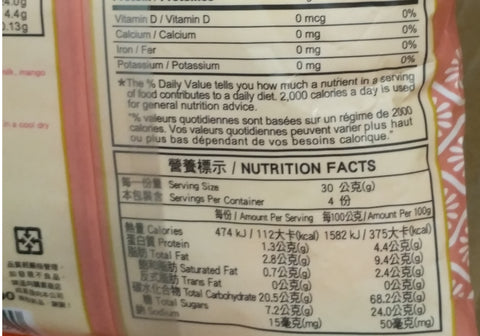 4.0g
4.4g
0.13g
Vitamin D / Vitamin D 0 mcg 0%
Calcium / Calcium 0 mg 0%
Iron / Fer 0 mg 0%
Potassium / Potassium 0 mg 0%
*The % Daily Value tells you how much a nutrient in a serving
of food contributes to a daily diet. 2,000 calories a day is used
for general nutrition advice.
"% valeurs quotidiennes sont basées sur un régime de 2000
calories. Vos valeurs quotidiennes peuvent varier plus haut
ou plus bas dépendant de vos besoins calorique."
milk, mango
in a cool dry
營養標示 / NUTRITION FACTS
每一份量 Serving Size 30 公克(g)
本包裝含 Servings Per Container 4 份
每份 / Amount Per Serving 每100公克 / Amount Per 100g
熱量 Calories 474 kJ / 112大卡(kcal) 1582 kJ / 375大卡(kcal)
蛋白質 Protein 1.3公克(g) 4.4公克(g)
脂肪 Total Fat 2.8公克(g) 9.4公克(g)
飽和脂肪 Saturated Fat 0.7公克(g) 2.4公克(g)
反式脂肪 Trans Fat 0公克(g) 0公克(g)
碳水化合物 Total Carbohydrate 20.5公克(g) 68.2公克(g)
糖 Total Sugars 7.2公克(g) 24.0公克(g)
鈉 Sodium 15毫克(mg) 50毫克(mg)